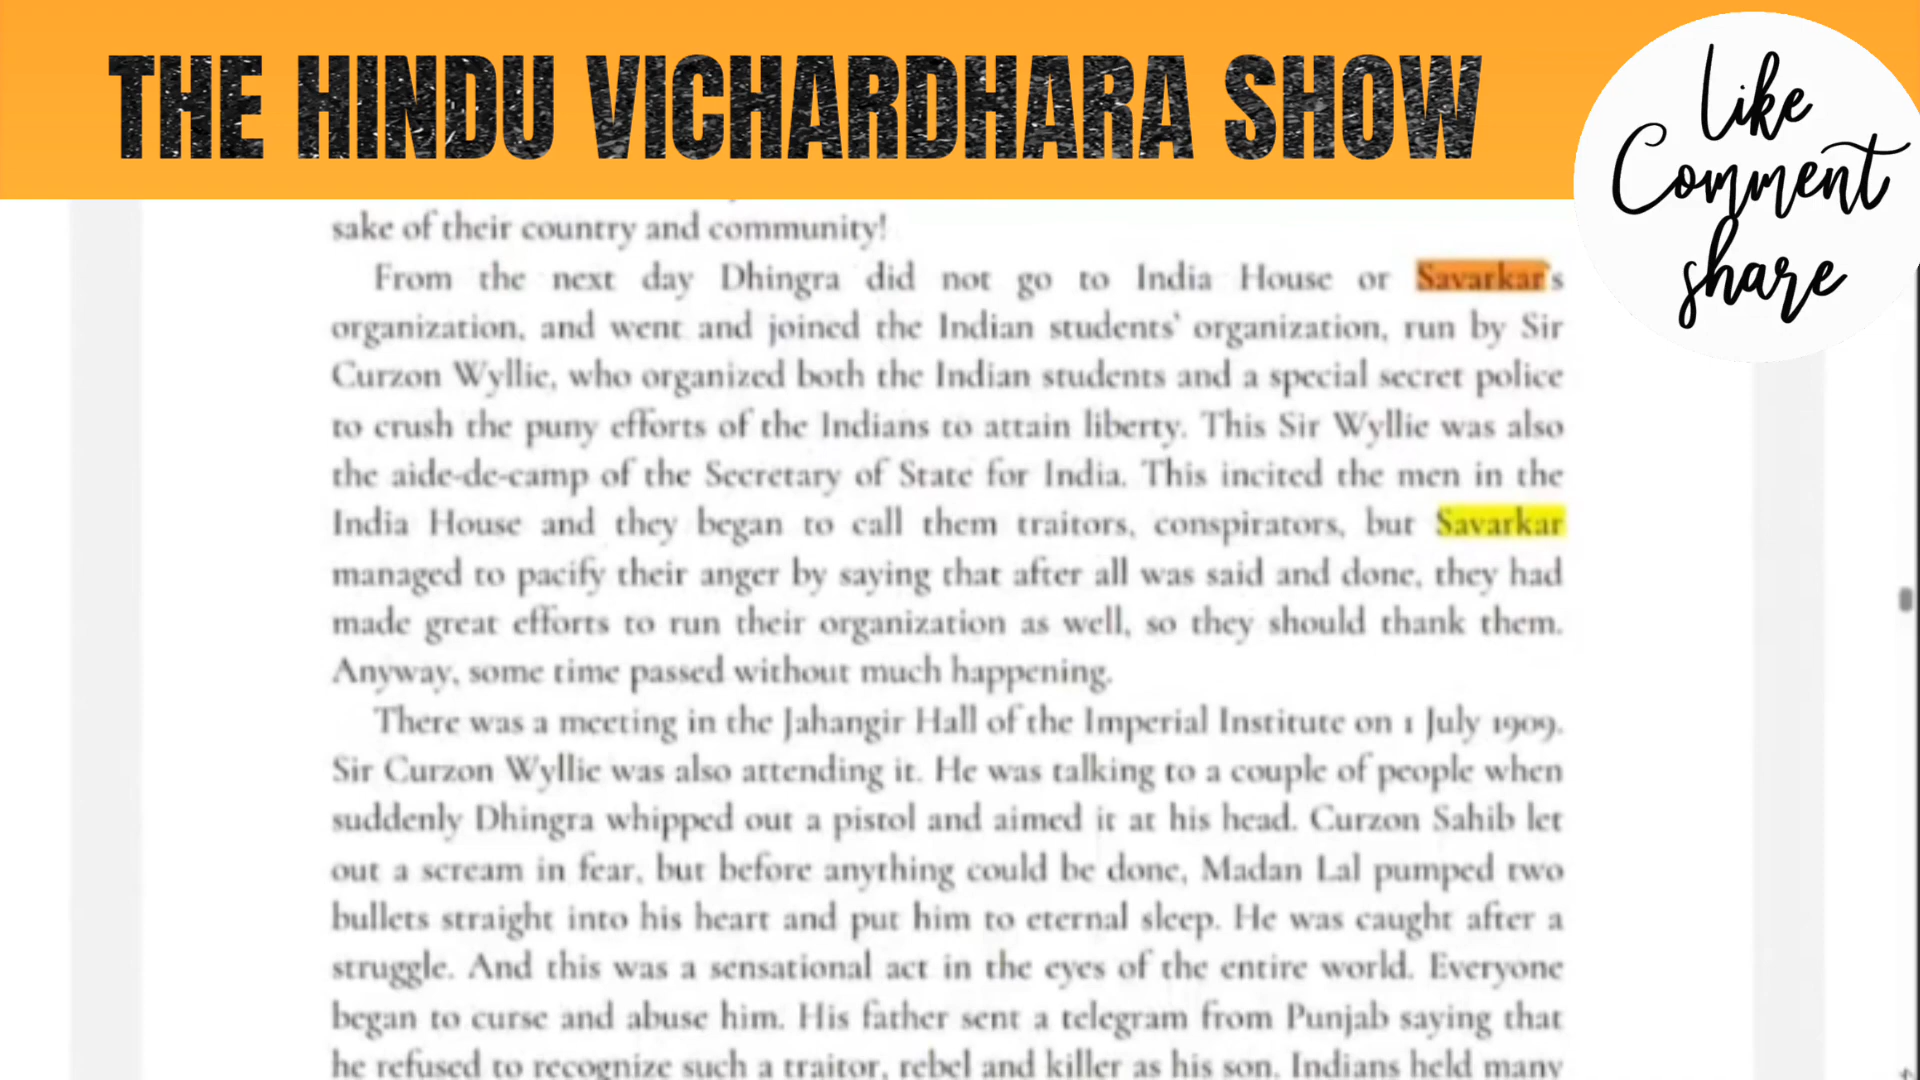 THE HINDU VICHARDHARA SHOW
like
Comment
share
sake of their country and community!
From the next day Dhingra did not go to India House or Savarkar's
organization, and went and joined the Indian students' organization, run by Sir
Curzon Wyllie, who organized both the Indian students and a special secret police
to crush the puny efforts of the Indians to attain liberty. This Sir Wyllie was also
the aide-de-camp of the Secretary of State for India. This incited the men in the
India House and they began to call them traitors, conspirators, but Savarkar
managed to pacify their anger by saying that after all was said and done, they had
made great efforts to run their organization as well, so they should thank them.
Anyway, some time passed without much happening.
There was a meeting in the Jahangir Hall of the Imperial Institute on 1 July 1909.
Sir Curzon Wyllie was also attending it. He was talking to a couple of people when
suddenly Dhingra whipped out a pistol and aimed it at his head. Curzon Sahib let
out a scream in fear, but before anything could be done, Madan Lal pumped two
bullets straight into his heart and put him to eternal sleep. He was caught after a
struggle. And this was a sensational act in the eyes of the entire world. Everyone
began to curse and abuse him. His father sent a telegram from Punjab saying that
he refused to recognize such a traitor, rebel and killer as his son. Indians held many